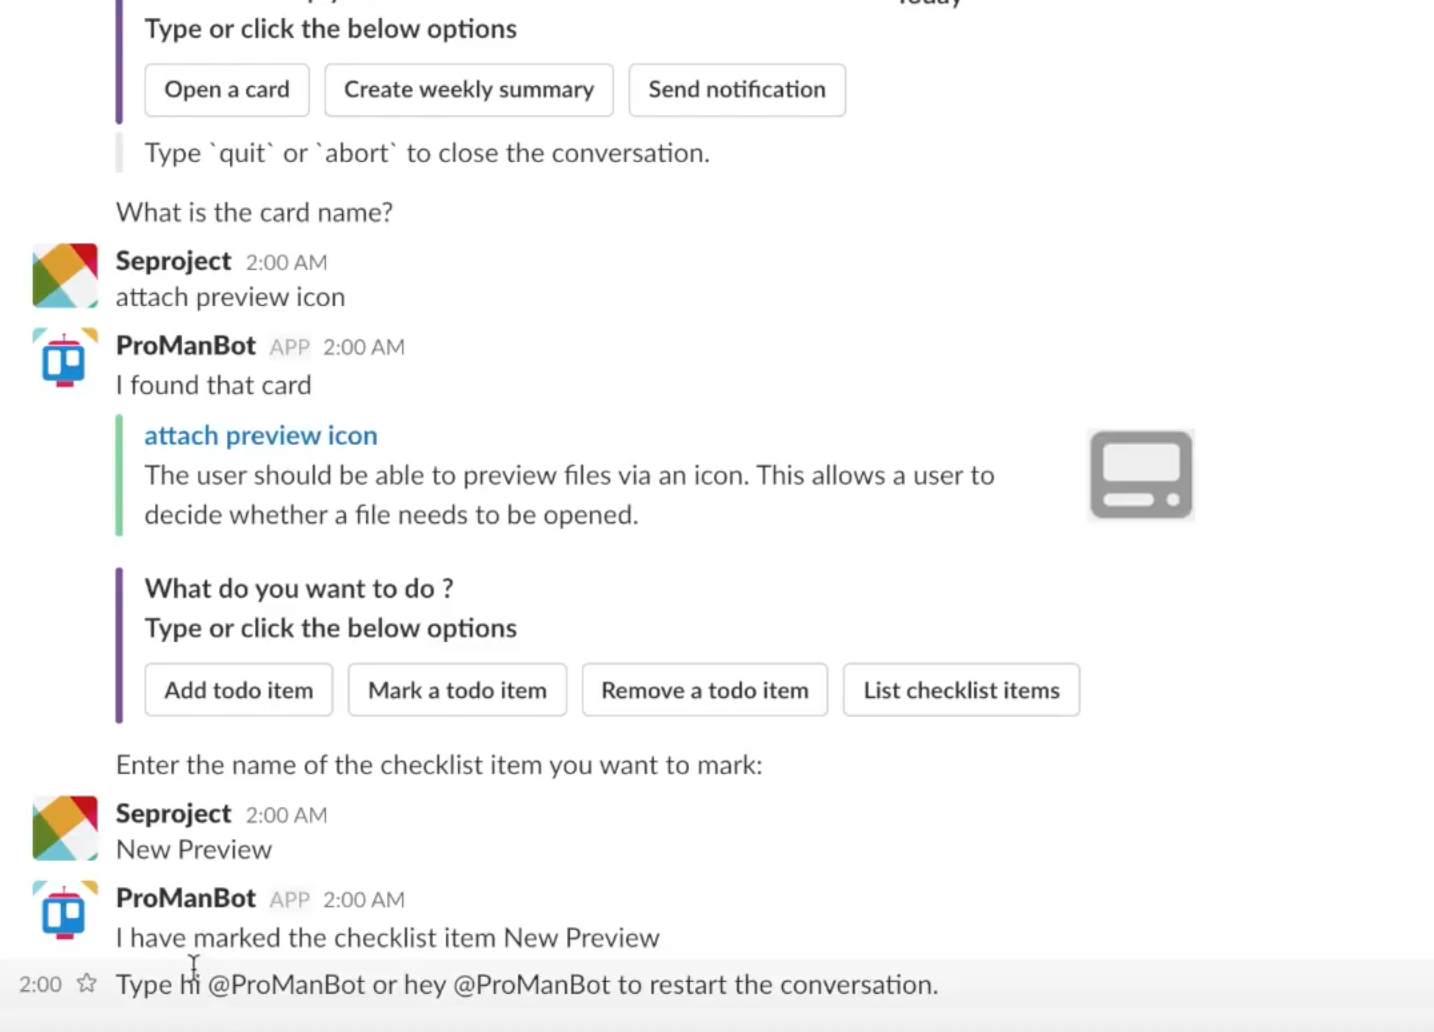 Today
Type or click the below options
Open a card Create weekly summary Send notification
Type `quit` or `abort` to close the conversation.
What is the card name?
Seproject 2:00 AM
attach preview icon
ProManBot APP 2:00 AM
I found that card
attach preview icon
The user should be able to preview files via an icon. This allows a user to
decide whether a file needs to be opened.
What do you want to do ?
Type or click the below options
Add todo item Mark a todo item Remove a todo item List checklist items
Enter the name of the checklist item you want to mark:
Seproject 2:00 AM
New Preview
ProManBot APP 2:00 AM
I have marked the checklist item New Preview
2:00 Type hi @ProManBot or hey @ProManBot to restart the conversation.